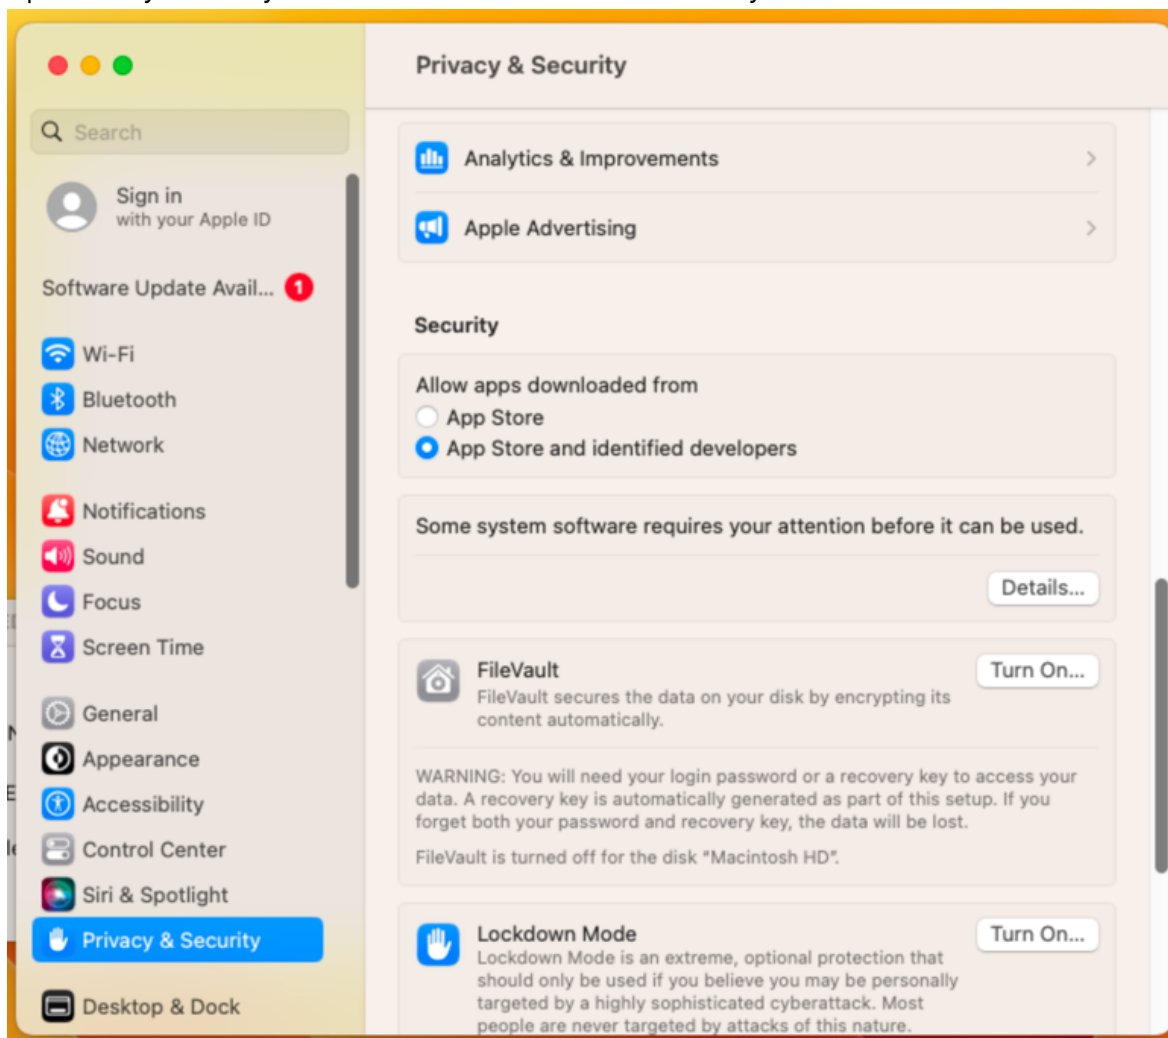 Privacy & Security
Search
Sign in
with your Apple ID
Software Update Avail... 1
Wi-Fi
Bluetooth
Network
Notifications
Sound
Focus
Screen Time
General
Appearance
Accessibility
Control Center
Siri & Spotlight
Privacy & Security
Desktop & Dock
Analytics & Improvements
Apple Advertising
Security
Allow apps downloaded from
App Store
App Store and identified developers
Some system software requires your attention before it can be used.
Details...
FileVault
Turn On...
FileVault secures the data on your disk by encrypting its
content automatically.
WARNING: You will need your login password or a recovery key to access your
data. A recovery key is automatically generated as part of this setup. If you
forget both your password and recovery key, the data will be lost.
FileVault is turned off for the disk "Macintosh HD".
Lockdown Mode
Turn On...
Lockdown Mode is an extreme, optional protection that
should only be used if you believe you may be personally
targeted by a highly sophisticated cyberattack. Most
people are never targeted by attacks of this nature.